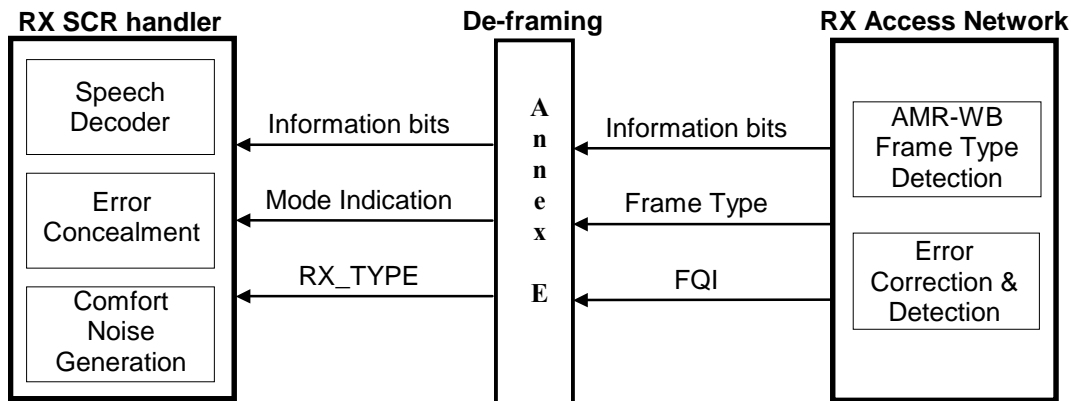 RX SCR handler
De-framing
RX Access Network
Speech
Decoder
Error
Concealment
Comfort
Noise
Generation
Information bits
Mode Indication
RX_TYPE
A
n
n
e
x
E
Information bits
Frame Type
FQI
AMR-WB
Frame Type
Detection
Error
Correction &
Detection